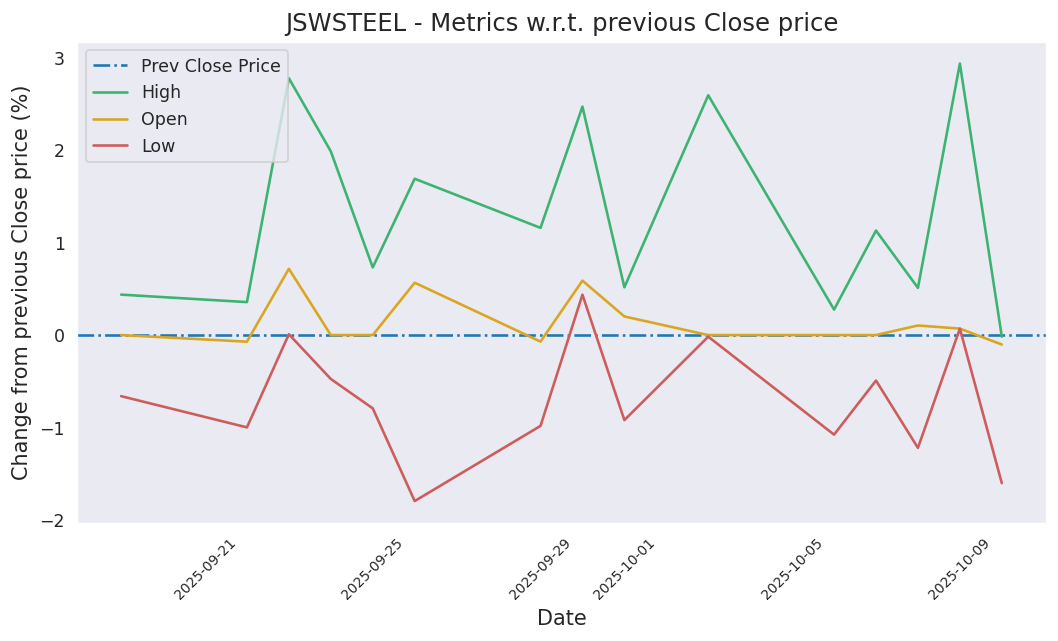 JSWSTEEL - Metrics w.r.t. previous Close price
Prev Close Price
High
Open
Low
Change from previous Close price (%)
3
2
1
0
−1
−2
2025-09-21
2025-09-25
2025-09-29
2025-10-01
2025-10-05
2025-10-09
Date